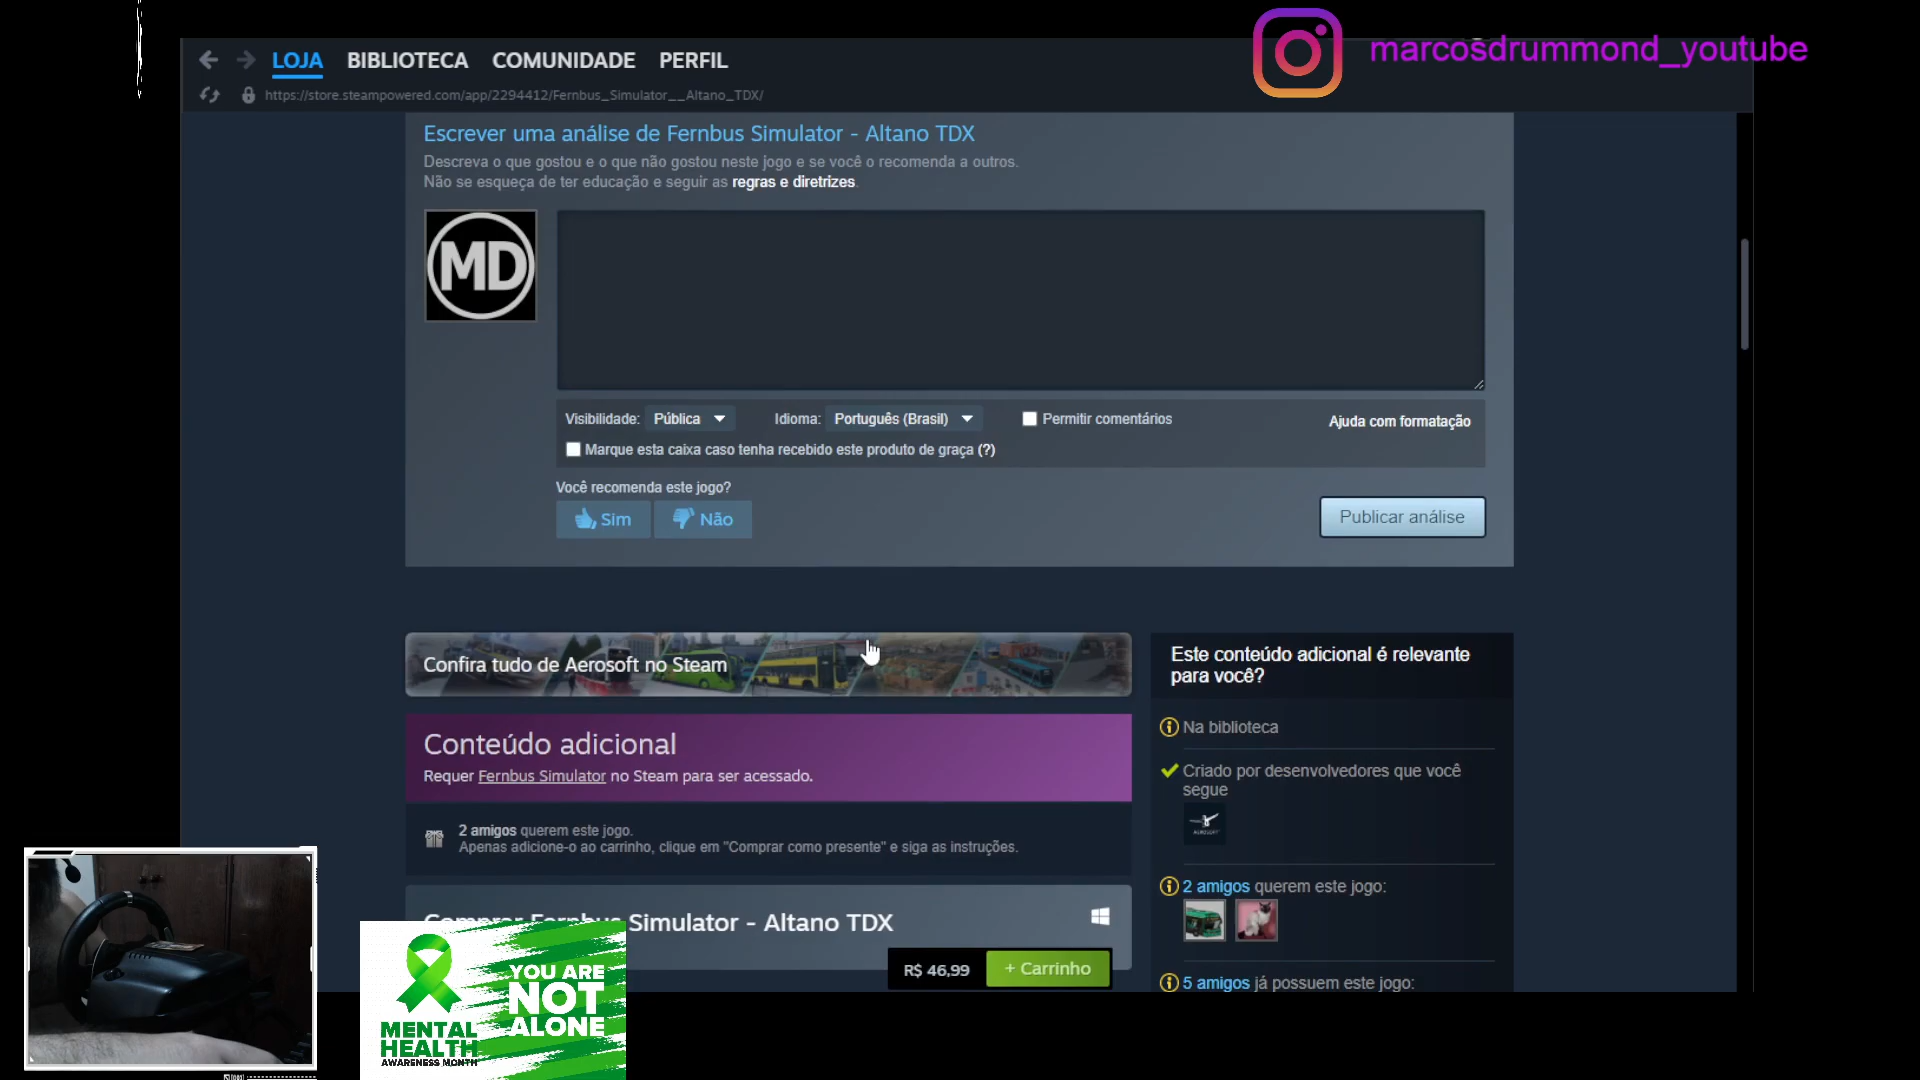 marcosdrummond_youtube
LOJA BIBLIOTECA COMUNIDADE PERFIL
https://store.steampowered.com/app/2294412/Fernbus_Simulator__Altano_TDX/
Escrever uma análise de Fernbus Simulator - Altano TDX
Descreva o que gostou e o que não gostou neste jogo e se você o recomenda a outros.
Não se esqueça de ter educação e seguir as regras e diretrizes.
MD
Visibilidade: Pública Idioma: Português (Brasil) Permitir comentários Ajuda com formatação
Marque esta caixa caso tenha recebido este produto de graça (?)
Você recomenda este jogo?
Sim Não Publicar análise
Confira tudo de Aerosoft no Steam
Conteúdo adicional
Requer Fernbus Simulator no Steam para ser acessado.
2 amigos querem este jogo.
Apenas adicione-o ao carrinho, clique em "Comprar como presente" e siga as instruções.
Comprar Fernbus Simulator - Altano TDX
R$ 46,99 + Carrinho
Este conteúdo adicional é relevante
para você?
Na biblioteca
Criado por desenvolvedores que você
segue
AEROSOFT
2 amigos querem este jogo:
5 amigos já possuem este jogo:
YOU ARE
NOT
ALONE
MENTAL
HEALTH
AWARENESS MONTH